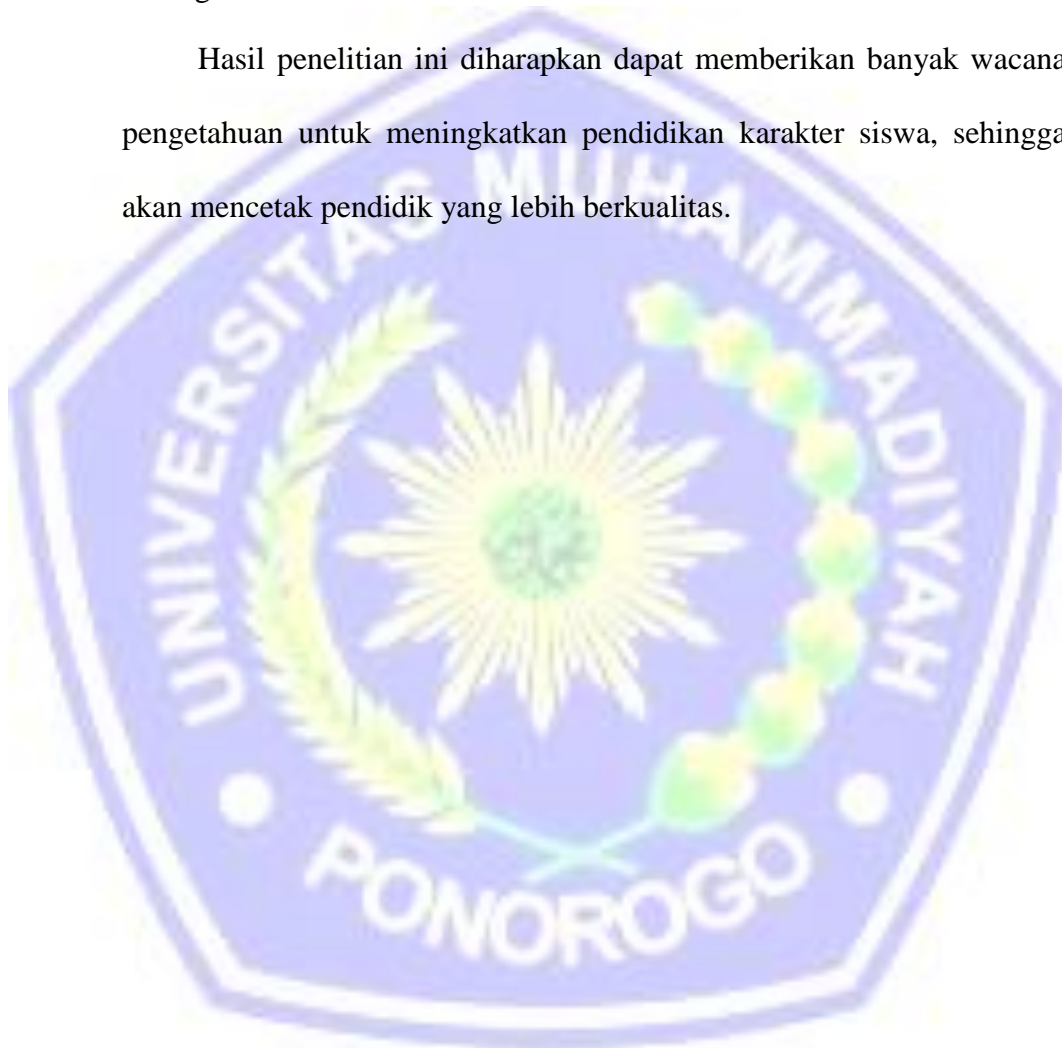 Hasil penelitian ini diharapkan dapat memberikan banyak wacana
pengetahuan untuk meningkatkan pendidikan karakter siswa, sehingga
akan mencetak pendidik yang lebih berkualitas.
UNIVERSITAS MUHAMMADIYAH
PONOROGO